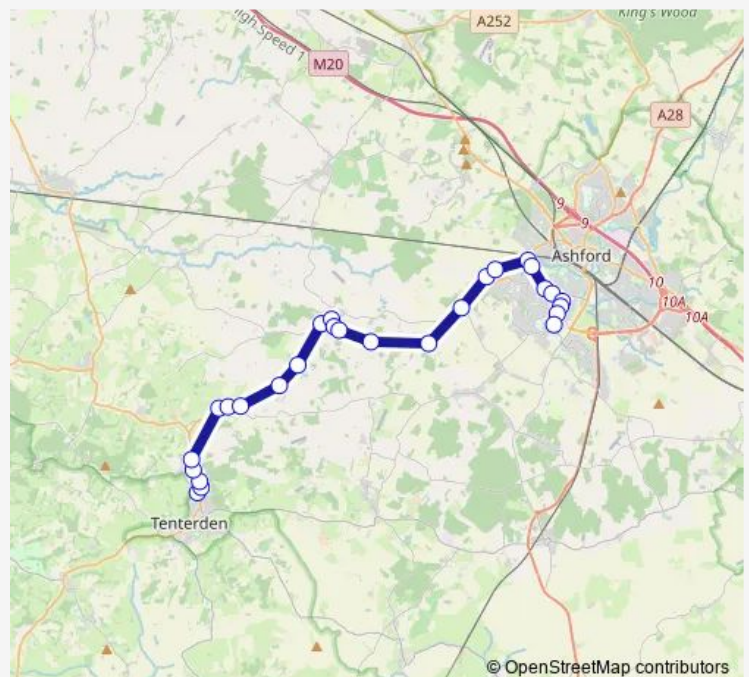 King's Wood
A252
High Speed 1
M20
A28
9
9
Ashford
10
10A
10A
Tenterden
© OpenStreetMap contributors